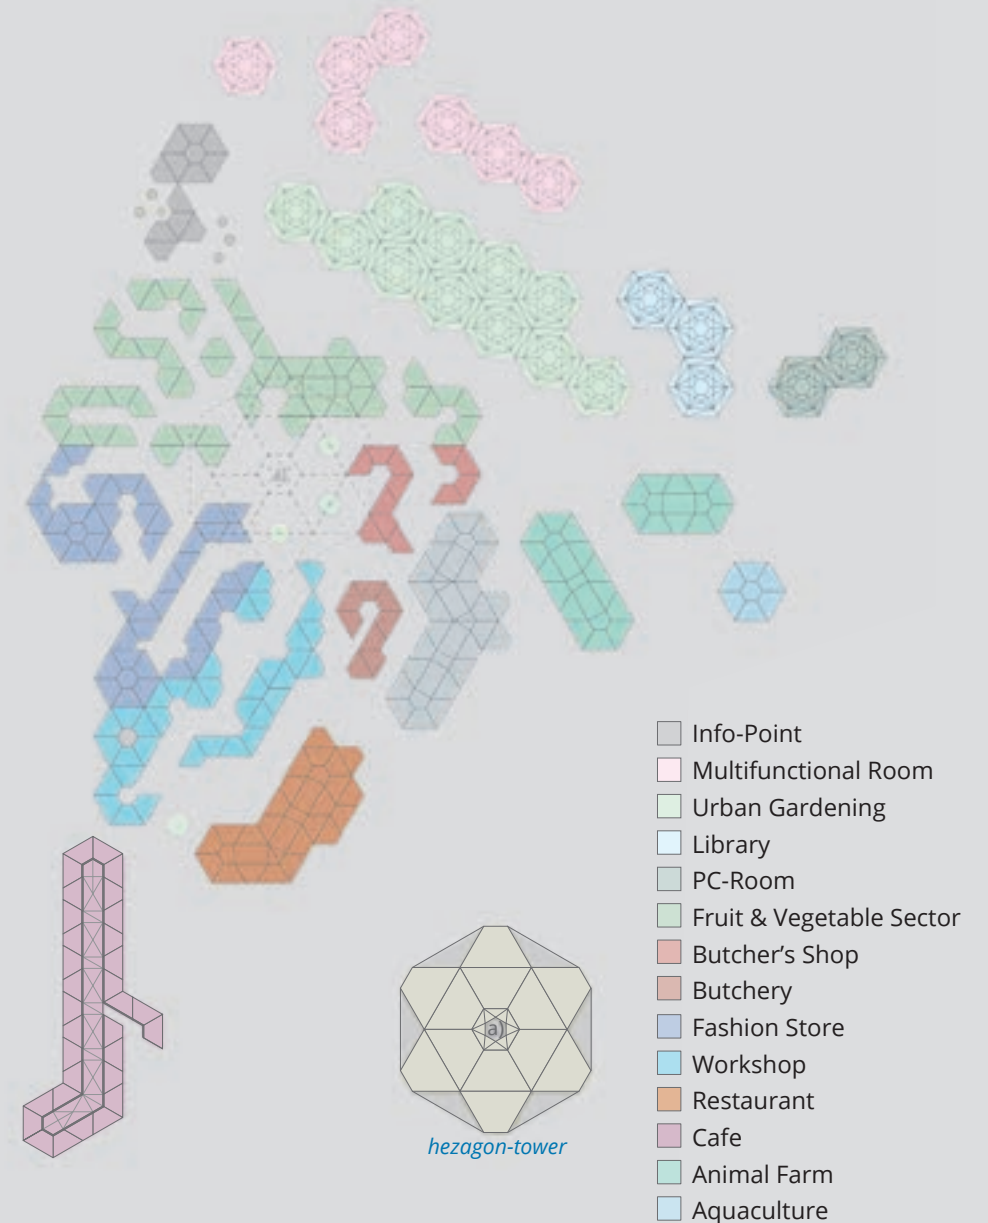 Info-Point
Multifunctional Room
Urban Gardening
Library
PC-Room
Fruit & Vegetable Sector
Butcher's Shop
Butchery
Fashion Store
Workshop
Restaurant
Cafe
Animal Farm
Aquaculture
a)
hezagon-tower